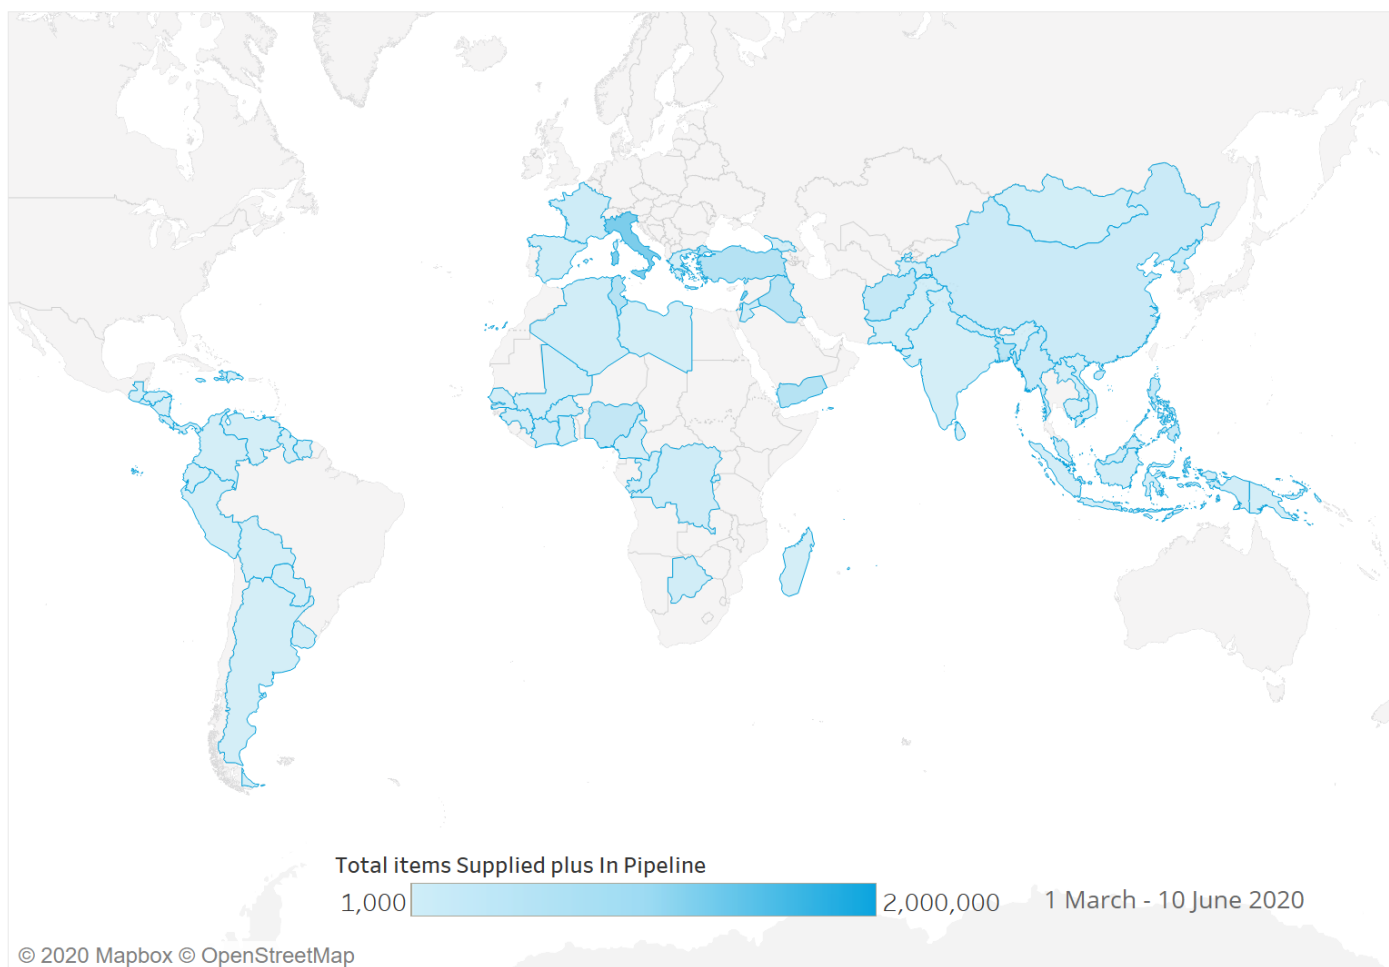 Total items Supplied plus In Pipeline
1,000 2,000,000 1 March - 10 June 2020
© 2020 Mapbox © OpenStreetMap